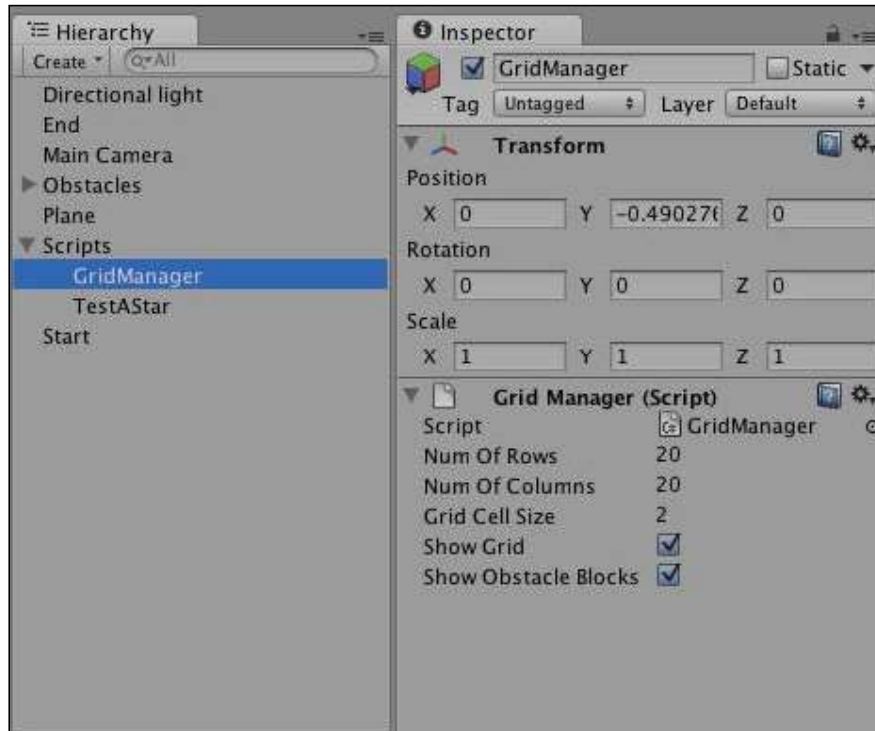 Hierarchy
Create
All
Directional light
End
Main Camera
Obstacles
Plane
Scripts
GridManager
TestAStar
Start
Inspector
GridManager
Static
Tag Untagged Layer Default
Transform
Position
X 0 Y -0.490276 Z 0
Rotation
X 0 Y 0 Z 0
Scale
X 1 Y 1 Z 1
Grid Manager (Script)
Script GridManager
Num Of Rows 20
Num Of Columns 20
Grid Cell Size 2
Show Grid
Show Obstacle Blocks